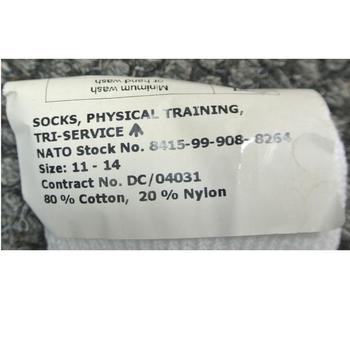 Minimum wash
or hand wash
SOCKS, PHYSICAL TRAINING,
TRI-SERVICE
NATO Stock No. 8415-99-908-8264
Size: 11 - 14
Contract No. DC/04031
80 % Cotton, 20 % Nylon